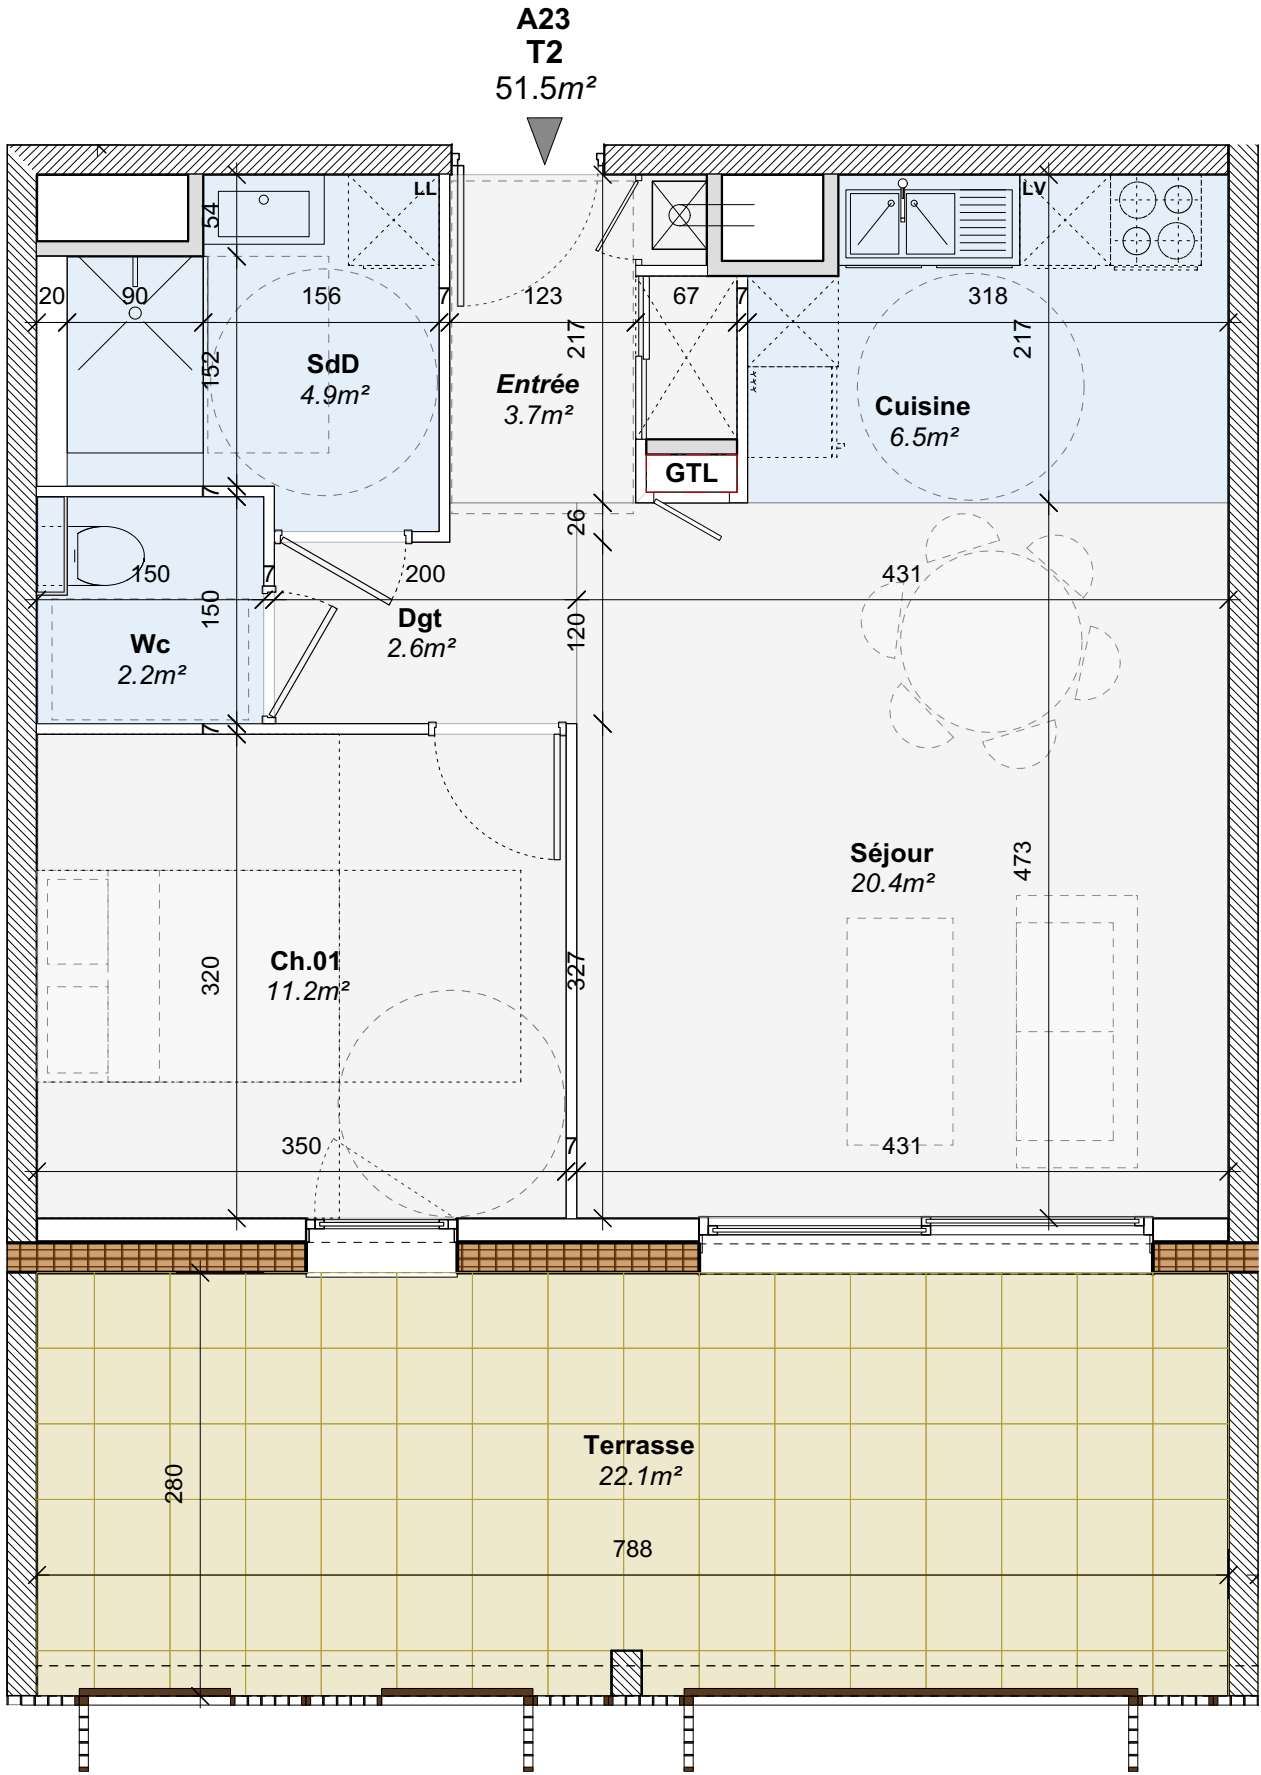 A23
T2
51.5m²
LL
LV
54
20
90
156
7
123
67
7
318
152
217
217
SdD
4.9m²
Entrée
3.7m²
Cuisine
6.5m²
GTL
7
26
150
7
200
431
150
120
Wc
2.2m²
Dgt
2.6m²
7
Séjour
20.4m²
473
Ch.01
11.2m²
320
327
350
7
431
Terrasse
22.1m²
280
788